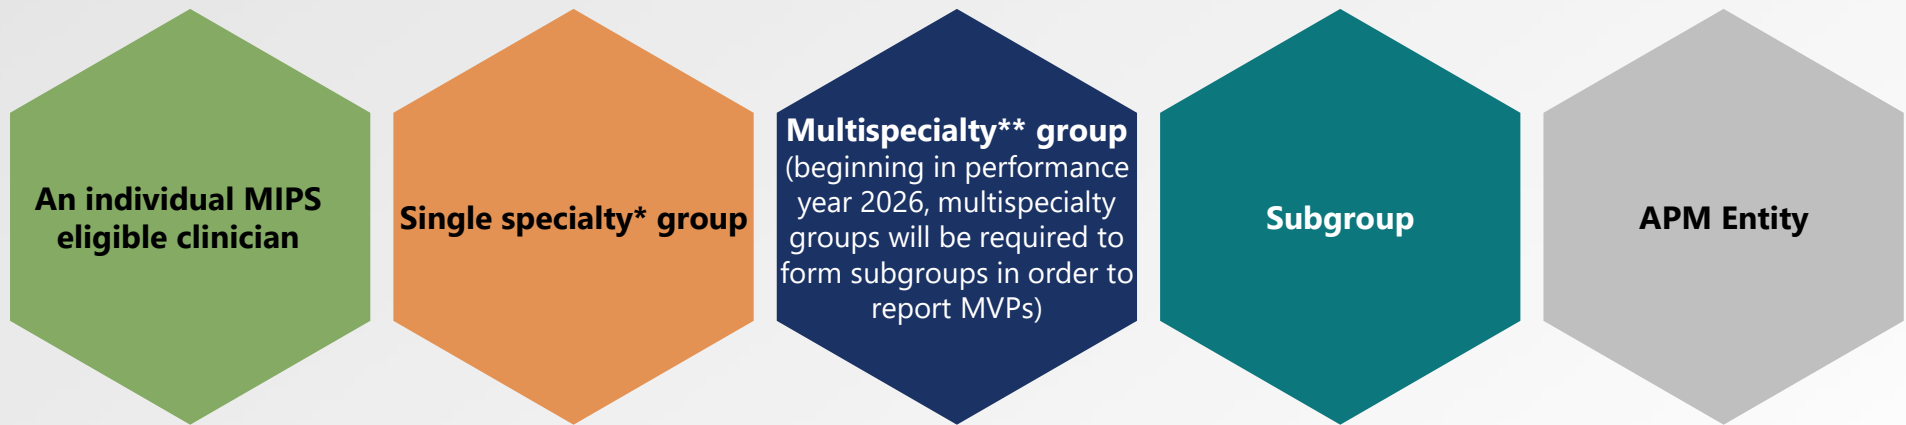 An individual MIPS
eligible clinician
Single specialty* group
Multispecialty** group
(beginning in performance
year 2026, multispecialty
groups will be required to
form subgroups in order to
report MVPs)
Subgroup
APM Entity